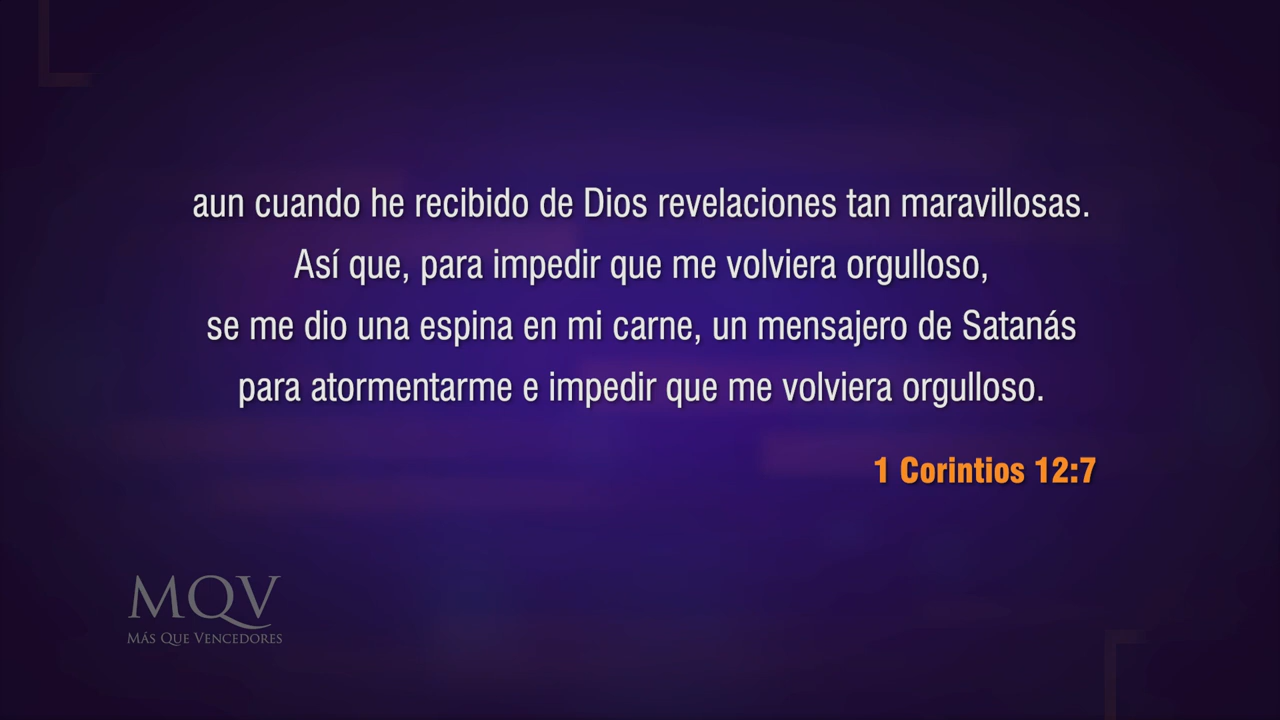 aun cuando he recibido de Dios revelaciones tan maravillosas.
Así que, para impedir que me volviera orgulloso,
se me dio una espina en mi carne, un mensajero de Satanás
para atormentarme e impedir que me volviera orgulloso.
1 Corintios 12:7
MQV
Más Que Vencedores